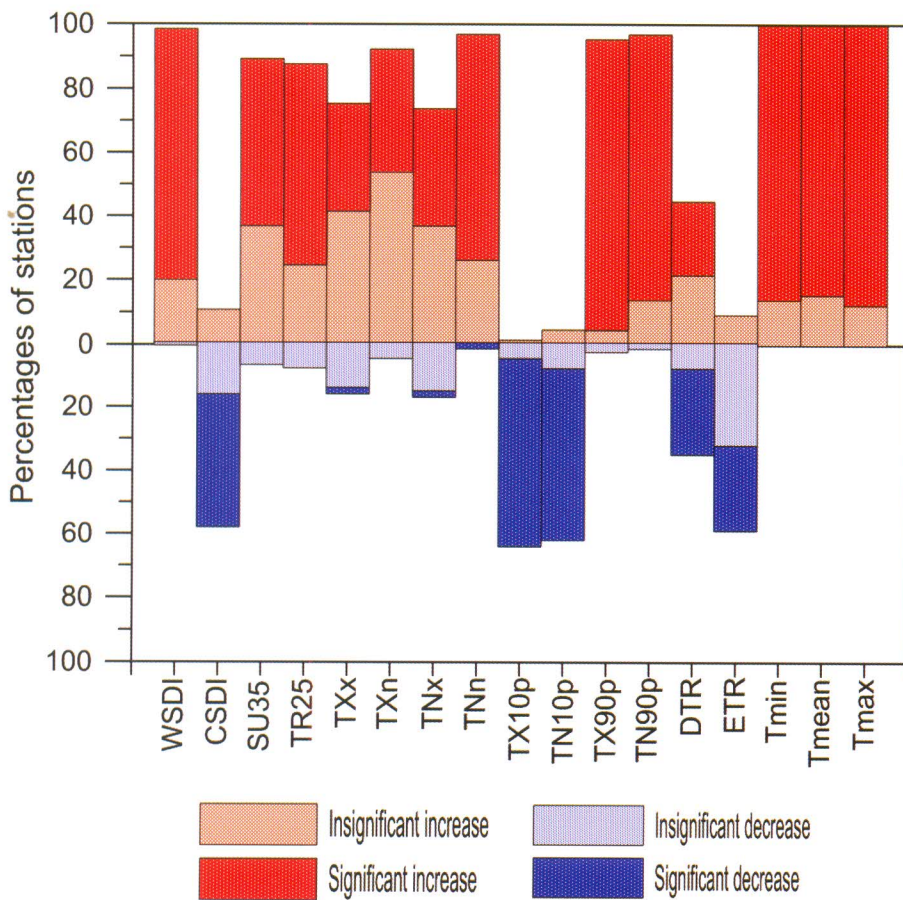 Percentages of stations
100
80
60
40
20
0
20
40
60
80
100
WSDI
CSDI
SU35
TR25
TXx
TXn
TNx
TNn
TX10p
TN10p
TX90p
TN90p
DTR
ETR
Tmin
Tmean
Tmax
Insignificant increase
Insignificant decrease
Significant increase
Significant decrease